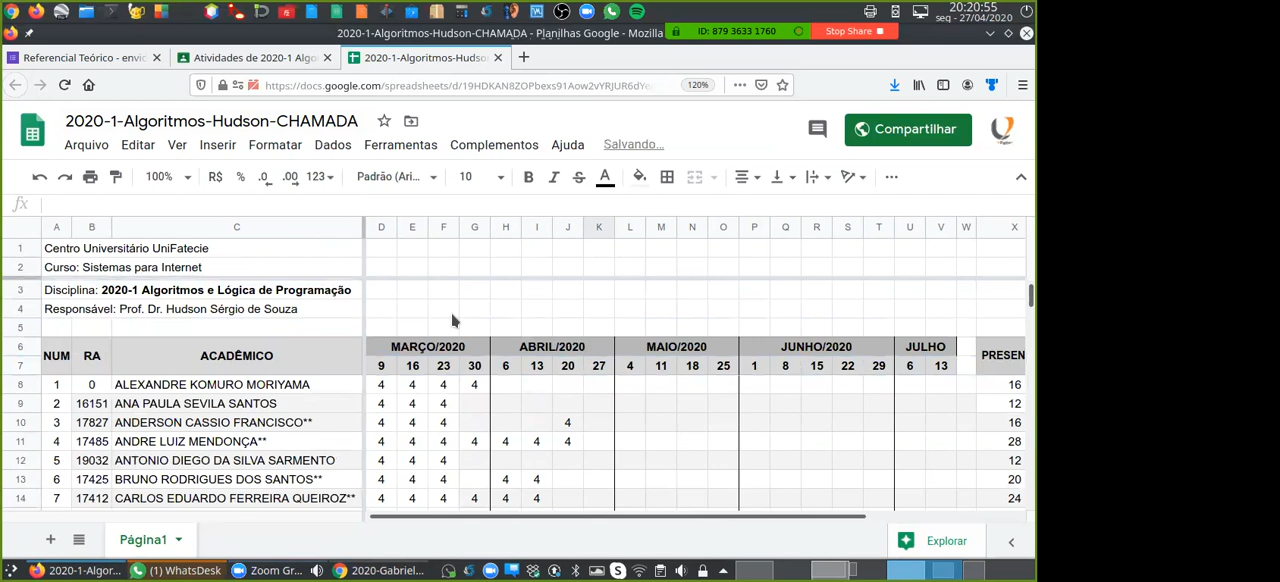 20:20:55
seg - 27/04/2020
2020-1-Algoritmos-Hudson-CHAMADA - Planilhas Google - Mozilla
ID: 879 3633 1760
Stop Share
Referencial Teórico - envio
Atividades de 2020-1 Algo
2020-1-Algoritmos-Hudso
https://docs.google.com/spreadsheets/d/19HDKAN8ZOPbexs91Aow2vYRJUR6dYe
120%
2020-1-Algoritmos-Hudson-CHAMADA
Compartilhar
Arquivo Editar Ver Inserir Formatar Dados Ferramentas Complementos Ajuda Salvando...
100% R$ % .0 .00 123 Padrão (Ari... 10 B I S A
fx
A B C D E F G H I J K L M N O P Q R S T U V W X
1 Centro Universitário UniFatecie
2 Curso: Sistemas para Internet
3 Disciplina: 2020-1 Algoritmos e Lógica de Programação
4 Responsável: Prof. Dr. Hudson Sérgio de Souza
5
6 NUM RA ACADÊMICO MARÇO/2020 ABRIL/2020 MAIO/2020 JUNHO/2020 JULHO PRESEN
7 9 16 23 30 6 13 20 27 4 11 18 25 1 8 15 22 29 6 13
8 1 0 ALEXANDRE KOMURO MORIYAMA 4 4 4 4 16
9 2 16151 ANA PAULA SEVILA SANTOS 4 4 4 12
10 3 17827 ANDERSON CASSIO FRANCISCO** 4 4 4 4 16
11 4 17485 ANDRE LUIZ MENDONÇA** 4 4 4 4 4 4 4 28
12 5 19032 ANTONIO DIEGO DA SILVA SARMENTO 4 4 4 12
13 6 17425 BRUNO RODRIGUES DOS SANTOS** 4 4 4 4 4 20
14 7 17412 CARLOS EDUARDO FERREIRA QUEIROZ** 4 4 4 4 4 4 24
Página1
Explorar
2020-1-Algor...
(1) WhatsDesk
Zoom Gr...
2020-Gabriel...